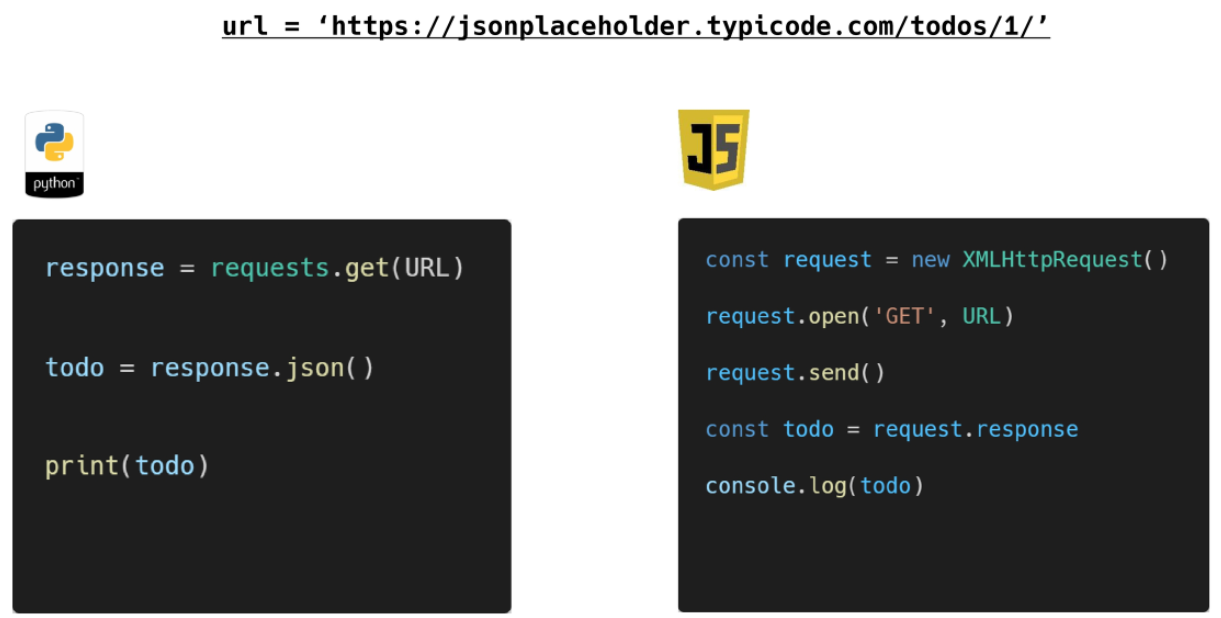 url = ‘https://jsonplaceholder.typicode.com/todos/1/’
python™
response = requests.get(URL)
todo = response.json()
print(todo)
JS
const request = new XMLHttpRequest()
request.open('GET', URL)
request.send()
const todo = request.response
console.log(todo)